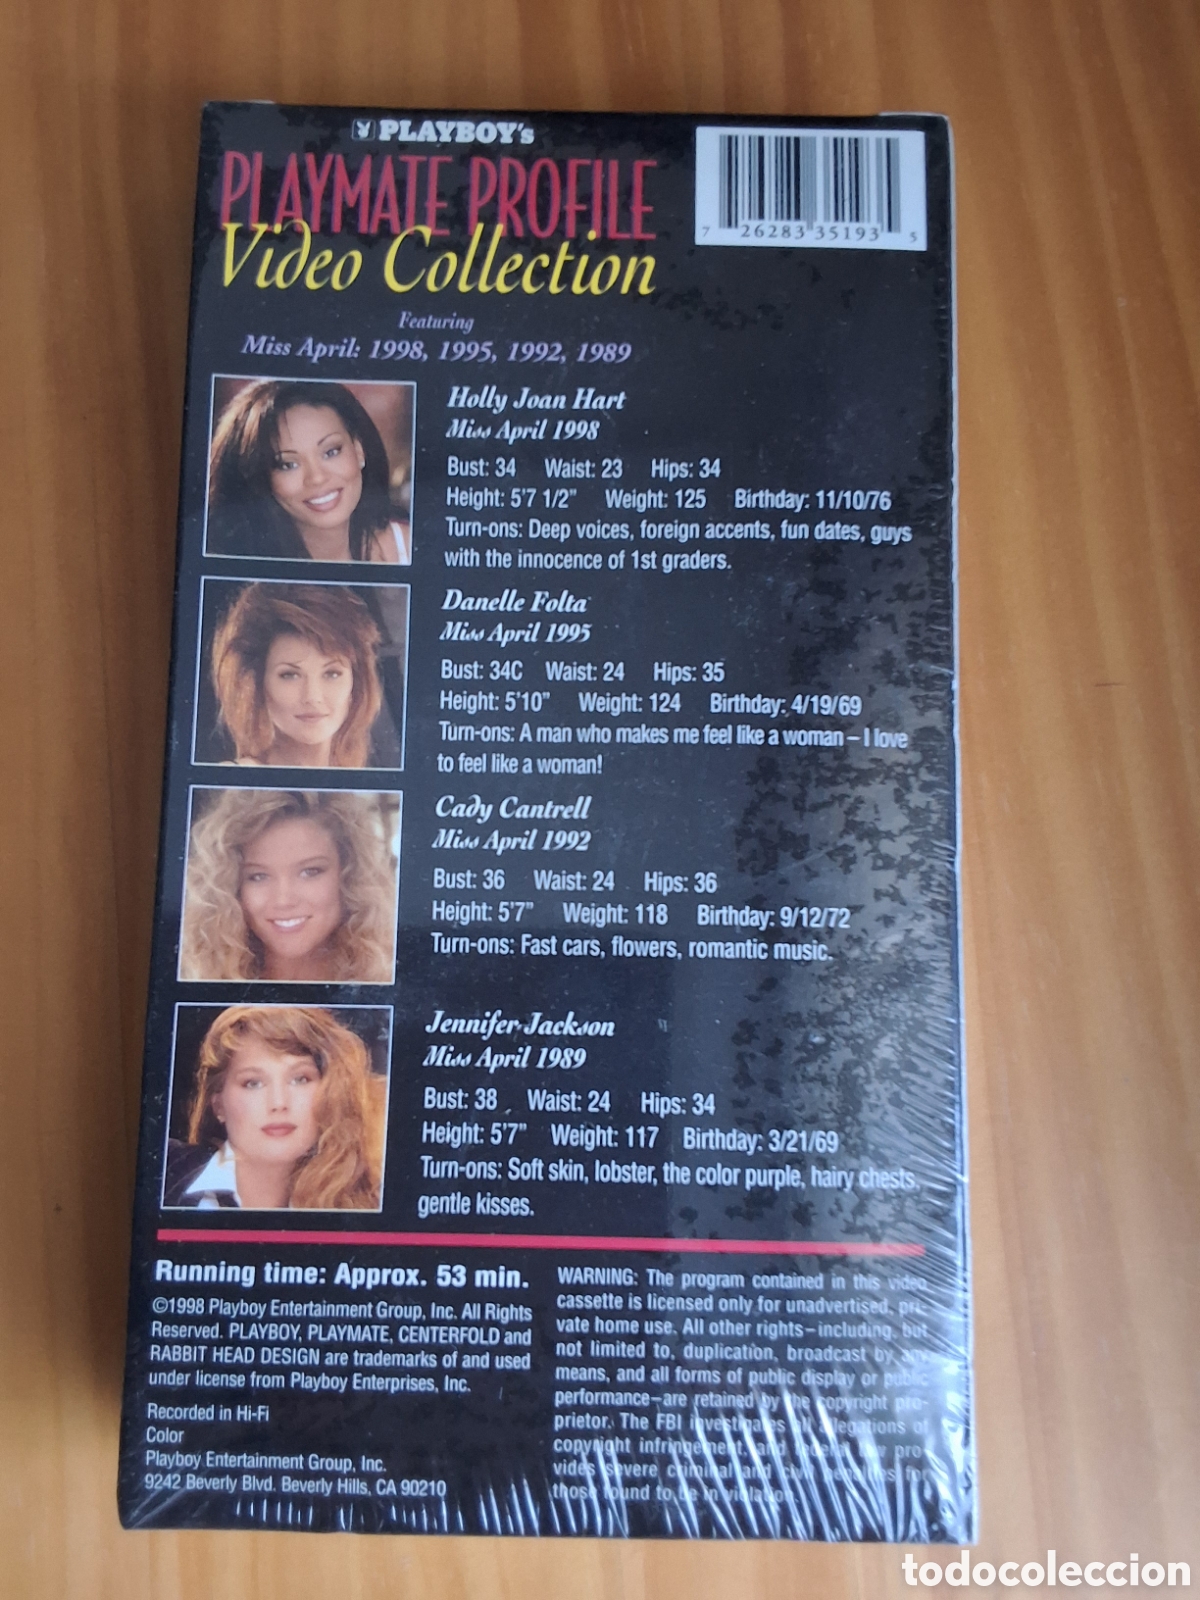 PLAYBOY's
PLAYMATE PROFILE
Video Collection
7 26283 35193 5
Featuring
Miss April: 1998, 1995, 1992, 1989
Holly Joan Hart
Miss April 1998
Bust: 34 Waist: 23 Hips: 34
Height: 5'7 1/2" Weight: 125 Birthday: 11/10/76
Turn-ons: Deep voices, foreign accents, fun dates, guys
with the innocence of 1st graders.
Danelle Folta
Miss April 1995
Bust: 34C Waist: 24 Hips: 35
Height: 5'10" Weight: 124 Birthday: 4/19/69
Turn-ons: A man who makes me feel like a woman – I love
to feel like a woman!
Cady Cantrell
Miss April 1992
Bust: 36 Waist: 24 Hips: 36
Height: 5'7" Weight: 118 Birthday: 9/12/72
Turn-ons: Fast cars, flowers, romantic music.
Jennifer Jackson
Miss April 1989
Bust: 38 Waist: 24 Hips: 34
Height: 5'7" Weight: 117 Birthday: 3/21/69
Turn-ons: Soft skin, lobster, the color purple, hairy chests,
gentle kisses.
Running time: Approx. 53 min.
©1998 Playboy Entertainment Group, Inc. All Rights
Reserved. PLAYBOY, PLAYMATE, CENTERFOLD and
RABBIT HEAD DESIGN are trademarks of and used
under license from Playboy Enterprises, Inc.
Recorded in Hi-Fi
Color
Playboy Entertainment Group, Inc.
9242 Beverly Blvd. Beverly Hills, CA 90210
WARNING: The program contained in this video
cassette is licensed only for unadvertised, pri-
vate home use. All other rights–including, but
not limited to, duplication, broadcast by any
means, and all forms of public display or public
performance–are retained by the copyright pro-
prietor. The FBI investigates all allegations of
copyright infringement, and federal law pro-
vides severe criminal and civil penalties for
those found to be in violation.
todocoleccion